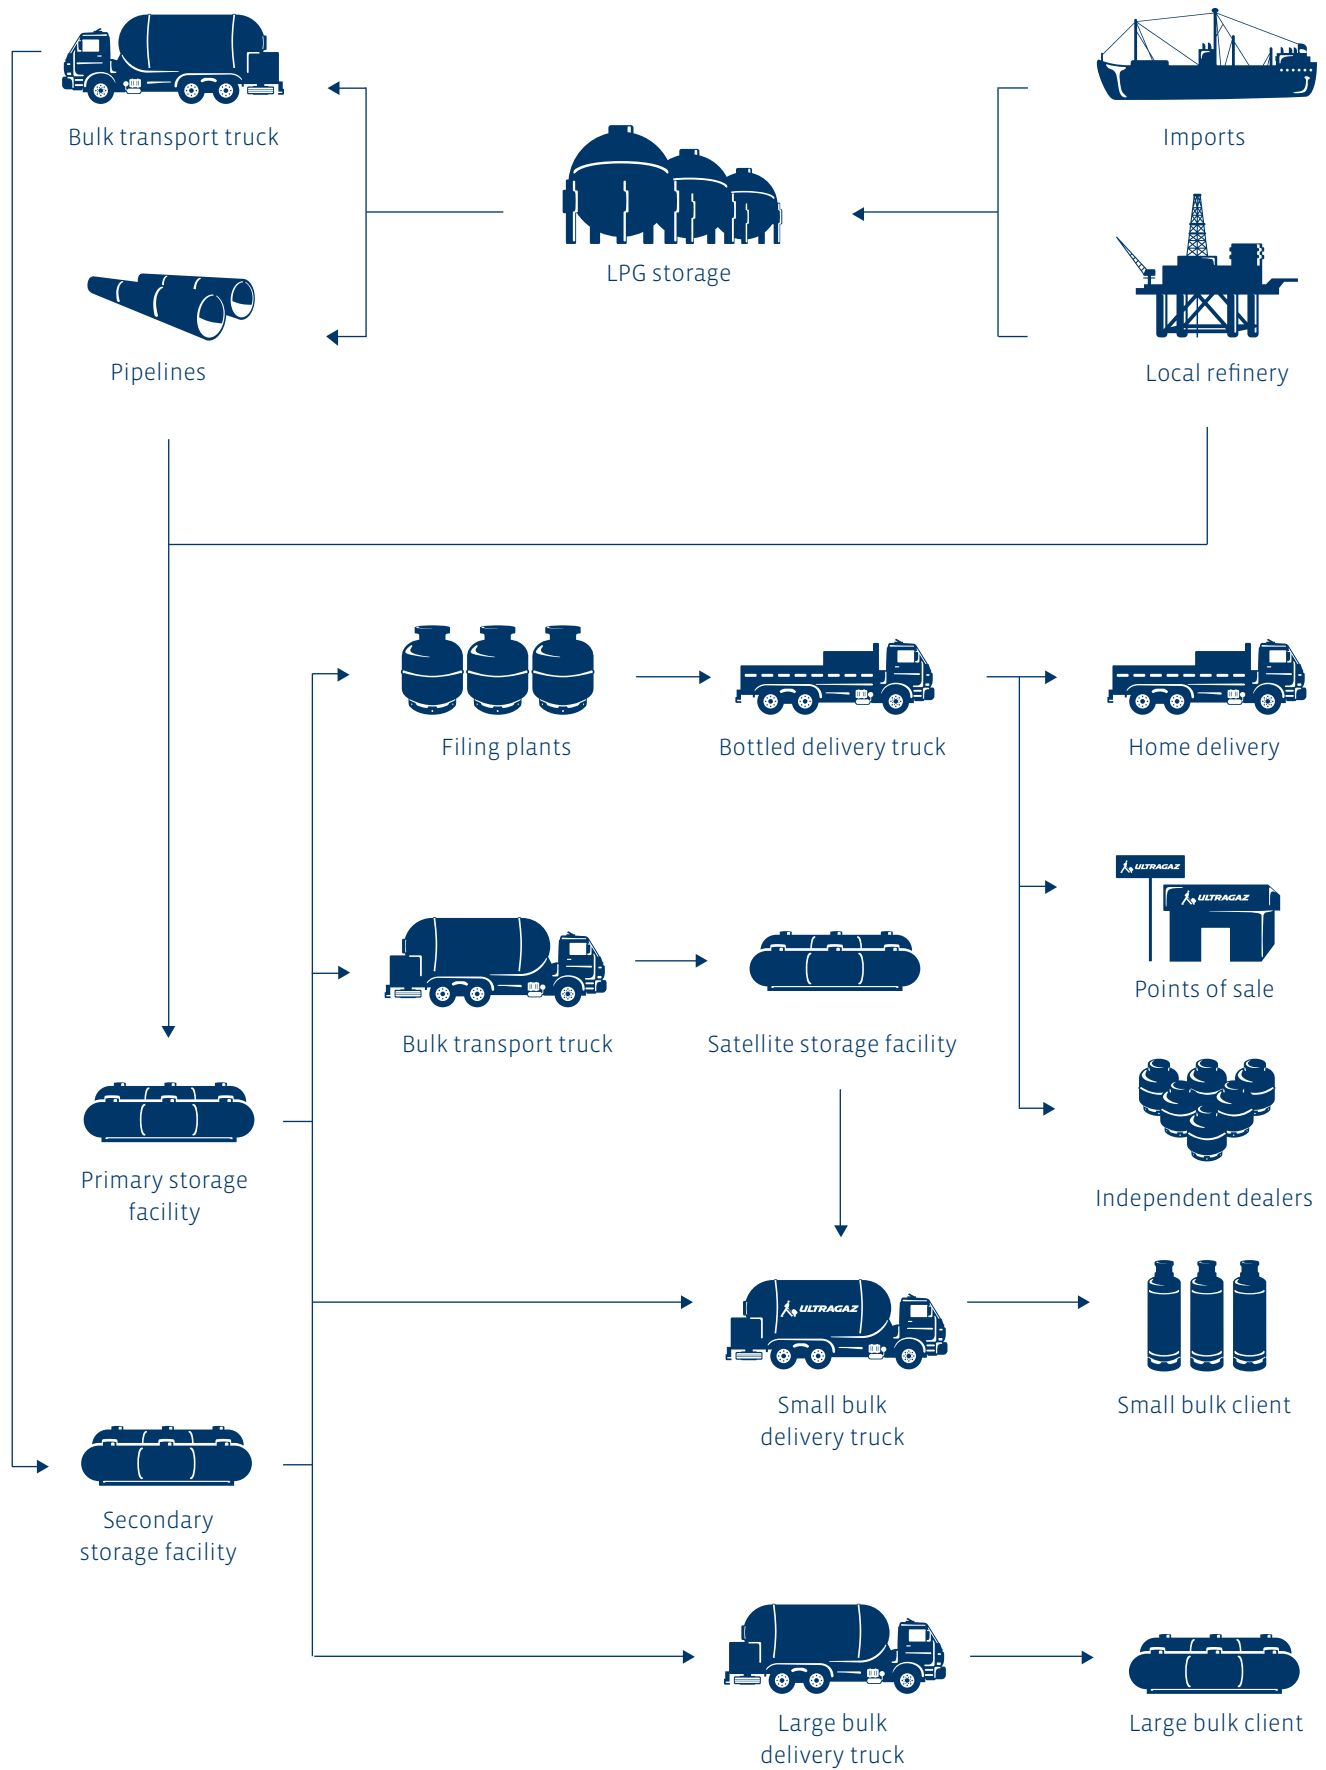 Bulk transport truck
Imports
LPG storage
Pipelines
Local refinery
Filing plants
Bottled delivery truck
Home delivery
ULTRAGAZ
ULTRAGAZ
Points of sale
Bulk transport truck
Satellite storage facility
Primary storage
facility
Independent dealers
ULTRAGAZ
Small bulk
delivery truck
Small bulk client
Secondary
storage facility
Large bulk
delivery truck
Large bulk client